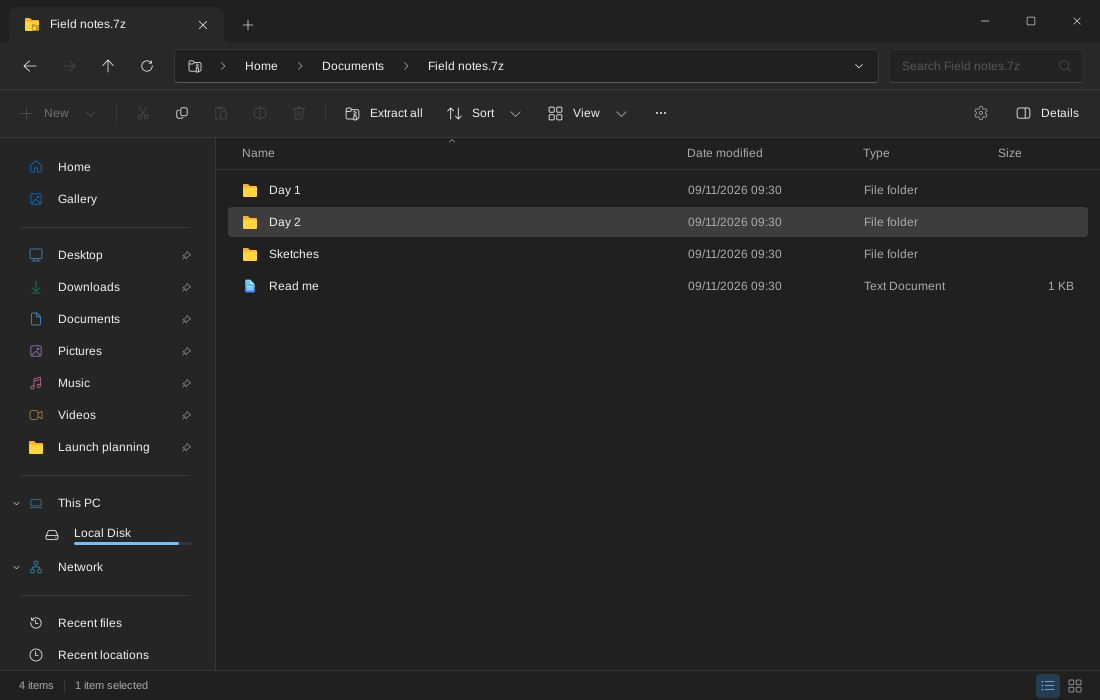 Field notes.7z
Home
Documents
Field notes.7z
Search Field notes.7z
New
Extract all
Sort
View
Details
Name
Date modified
Type
Size
Day 1
09/11/2026 09:30
File folder
Day 2
09/11/2026 09:30
File folder
Sketches
09/11/2026 09:30
File folder
Read me
09/11/2026 09:30
Text Document
1 KB
Home
Gallery
Desktop
Downloads
Documents
Pictures
Music
Videos
Launch planning
This PC
Local Disk
Network
Recent files
Recent locations
4 items
1 item selected